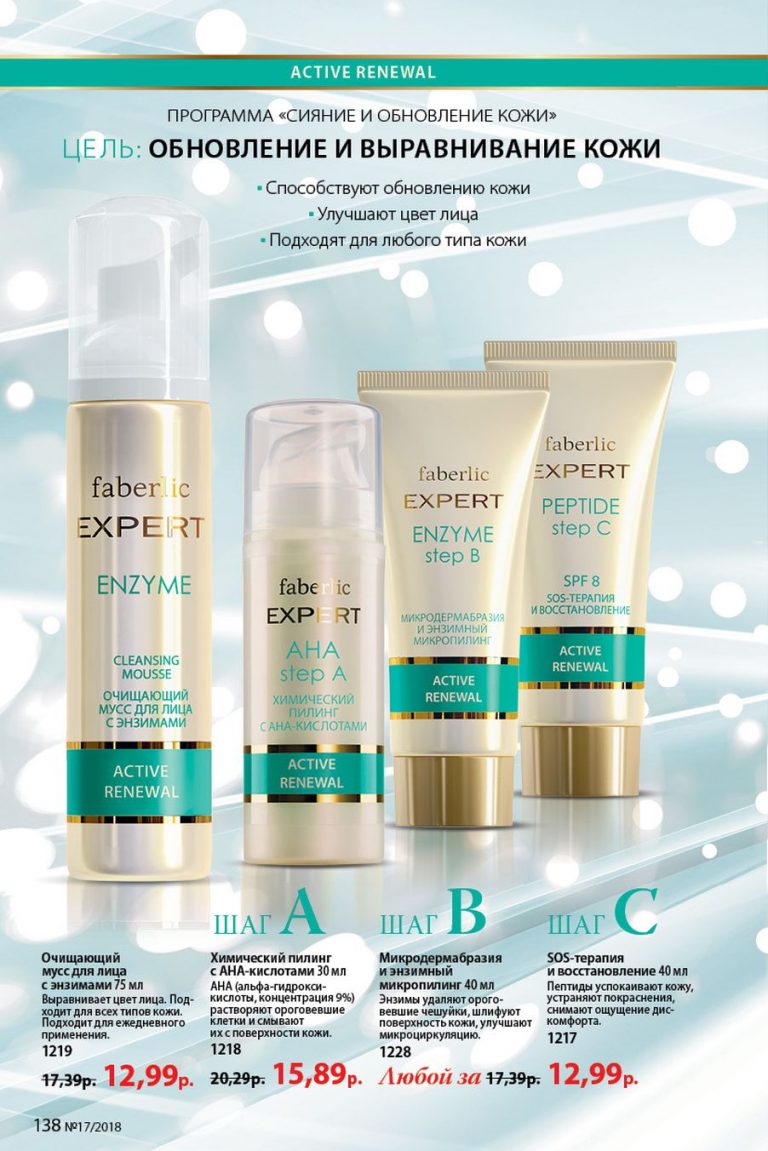 ACTIVE RENEWAL
ПРОГРАММА «СИЯНИЕ И ОБНОВЛЕНИЕ КОЖИ»
ЦЕЛЬ: ОБНОВЛЕНИЕ И ВЫРАВНИВАНИЕ КОЖИ
▪ Способствуют обновлению кожи
▪ Улучшают цвет лица
▪ Подходят для любого типа кожи
faberlic
EXPERT
ENZYME
CLEANSING
MOUSSE
ОЧИЩАЮЩИЙ
МУСС ДЛЯ ЛИЦА
С ЭНЗИМАМИ
ACTIVE
RENEWAL
faberlic
EXPERT
AHA
step A
ХИМИЧЕСКИЙ
ПИЛИНГ
С АНА-КИСЛОТАМИ
ACTIVE
RENEWAL
faberlic
EXPERT
ENZYME
step B
МИКРОДЕРМАБРАЗИЯ
И ЭНЗИМНЫЙ
МИКРОПИЛИНГ
ACTIVE
RENEWAL
faberlic
EXPERT
PEPTIDE
step C
SPF 8
SOS-ТЕРАПИЯ
И ВОССТАНОВЛЕНИЕ
ACTIVE
RENEWAL
Очищающий
мусс для лица
с энзимами 75 мл
Выравнивает цвет лица. Под-
ходит для всех типов кожи.
Подходит для ежедневного
применения.
1219
17,39р. 12,99р.
ШАГ A
Химический пилинг
с АНА-кислотами 30 мл
АНА (альфа-гидрокси-
кислоты, концентрация 9%)
растворяют ороговевшие
клетки и смывают
их с поверхности кожи.
1218
20,29р. 15,89р.
ШАГ B
Микродермабразия
и энзимный
микропилинг 40 мл
Энзимы удаляют орого-
вевшие чешуйки, шлифуют
поверхность кожи, улучшают
микроциркуляцию.
1228
ШАГ C
SOS-терапия
и восстановление 40 мл
Пептиды успокаивают кожу,
устраняют покраснения,
снимают ощущение дис-
комфорта.
1217
Любой за 17,39р. 12,99р.
138 №17/2018